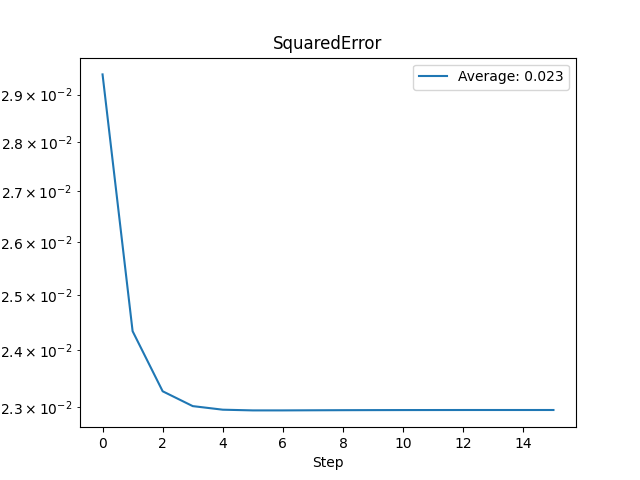 SquaredError
Average: 0.023
2.9 × 10⁻²
2.8 × 10⁻²
2.7 × 10⁻²
2.6 × 10⁻²
2.5 × 10⁻²
2.4 × 10⁻²
2.3 × 10⁻²
0 2 4 6 8 10 12 14
Step